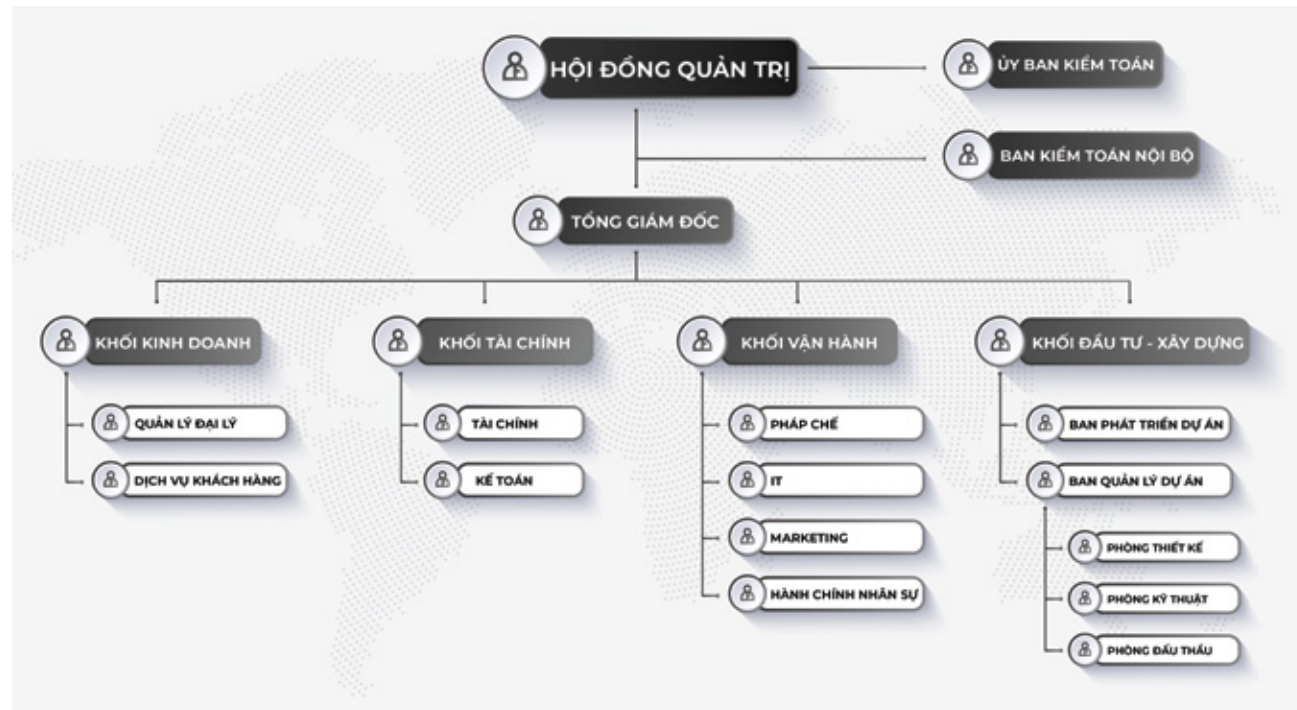 HỘI ĐỒNG QUẢN TRỊ
ỦY BAN KIỂM TOÁN
BAN KIỂM TOÁN NỘI BỘ
TỔNG GIÁM ĐỐC
KHỐI KINH DOANH
QUẢN LÝ ĐẠI LÝ
DỊCH VỤ KHÁCH HÀNG
KHỐI TÀI CHÍNH
TÀI CHÍNH
KẾ TOÁN
KHỐI VẬN HÀNH
PHÁP CHẾ
IT
MARKETING
HÀNH CHÍNH NHÂN SỰ
KHỐI ĐẦU TƯ - XÂY DỰNG
BAN PHÁT TRIỂN DỰ ÁN
BAN QUẢN LÝ DỰ ÁN
PHÒNG THIẾT KẾ
PHÒNG KỸ THUẬT
PHÒNG ĐẤU THẦU